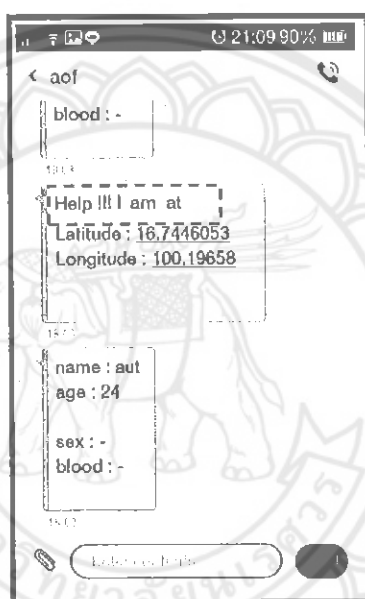 21:09 90%
aof
blood : -
Help !!! I am at
Latitude : 16,7446053
Longitude : 100,19658
name : aut
age : 24
sex : -
blood : -